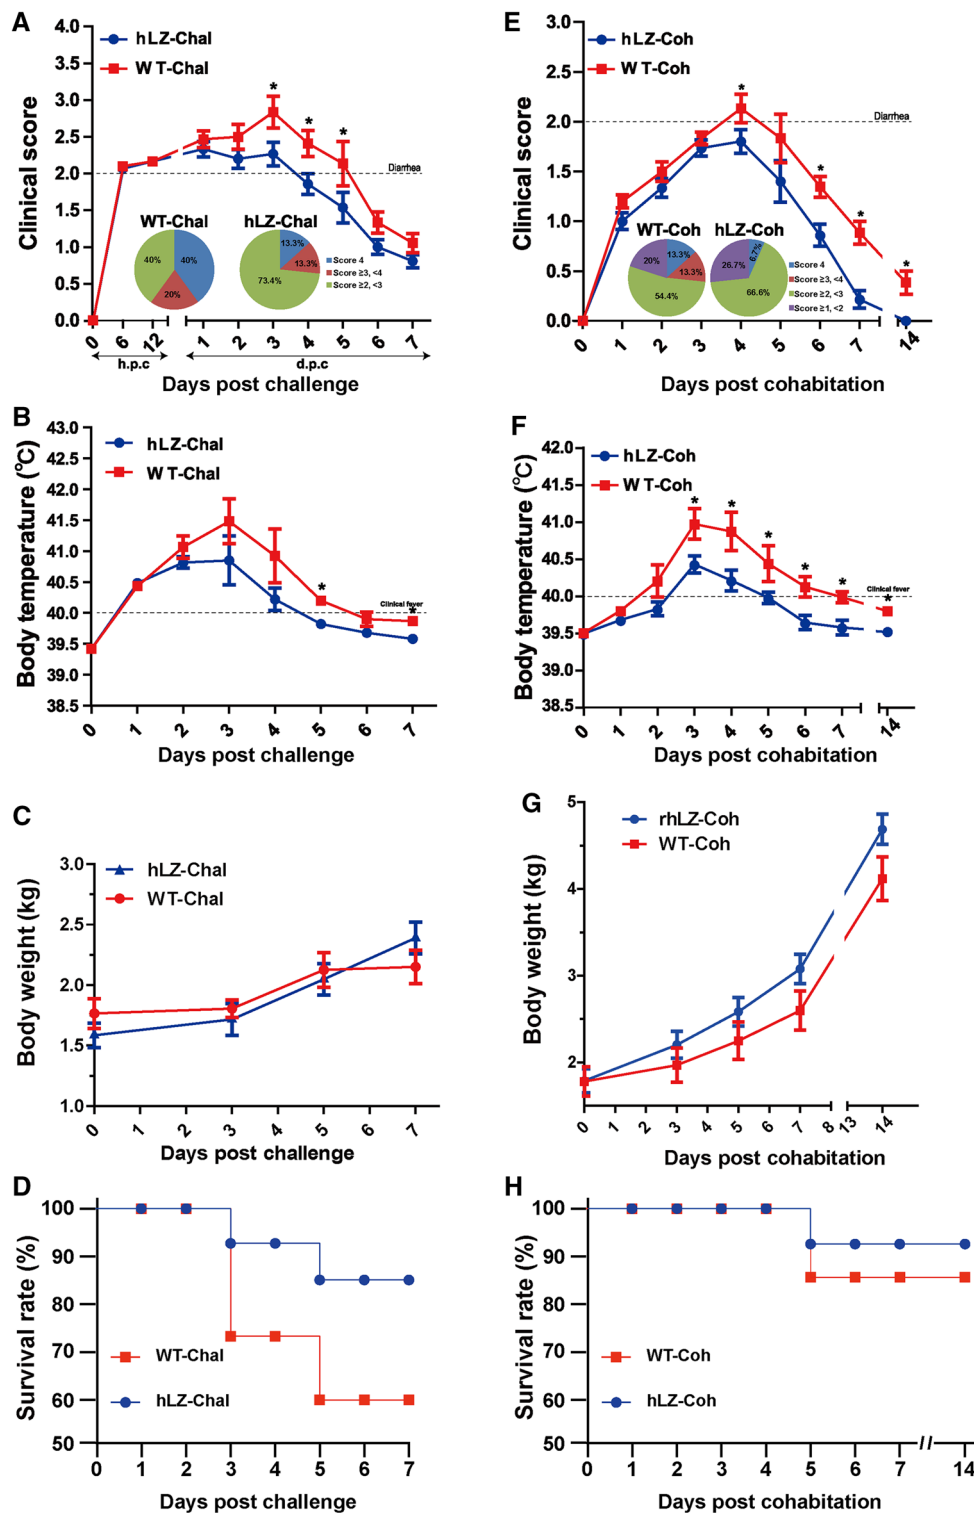 A
4.0
3.5
3.0
2.5
2.0
1.5
1.0
0.5
0.0
Clinical score
hLZ-Chal
WT-Chal
*
*
*
Diarrhea
WT-Chal
hLZ-Chal
40%
40%
20%
13.3%
13.3%
73.4%
Score 4
Score ≥3, <4
Score ≥2, <3
0 6 12 1 2 3 4 5 6 7
h.p.c
d.p.c
Days post challenge
E
3.0
2.5
2.0
1.5
1.0
0.5
0.0
Clinical score
hLZ-Coh
WT-Coh
*
*
*
*
Diarrhea
WT-Coh
hLZ-Coh
20%
13.3%
13.3%
54.4%
26.7%
6.7%
66.6%
Score 4
Score ≥3, <4
Score ≥2, <3
Score ≥1, <2
0 1 2 3 4 5 6 7 14
Days post cohabitation
B
43.0
42.5
42.0
41.5
41.0
40.50
40.0
39.5
39.0
38.5
Body temperature (℃)
hLZ-Chal
WT-Chal
*
Clinical fever
*
0 1 2 3 4 5 6 7
Days post challenge
F
42.0
41.5
41.0
40.50
40.0
39.5
39.0
38.5
Body temperature (℃)
hLZ-Coh
WT-Coh
*
*
*
*
*
Clinical fever
*
0 1 2 3 4 5 6 7 14
Days post cohabitation
C
3.0
2.5
2.0
1.5
1.0
Body weight (kg)
hLZ-Chal
WT-Chal
0 1 2 3 4 5 6 7
Days post challenge
G
5
4
3
2
Body weight (kg)
rhLZ-Coh
WT-Coh
0 1 2 3 4 5 6 7 8 13 14
Days post cohabitation
D
100
90
80
70
60
50
Survival rate (%)
WT-Chal
hLZ-Chal
0 1 2 3 4 5 6 7
Days post challenge
H
100
90
80
70
60
50
Survival rate (%)
WT-Coh
hLZ-Coh
0 1 2 3 4 5 6 7 // 14
Days post cohabitation